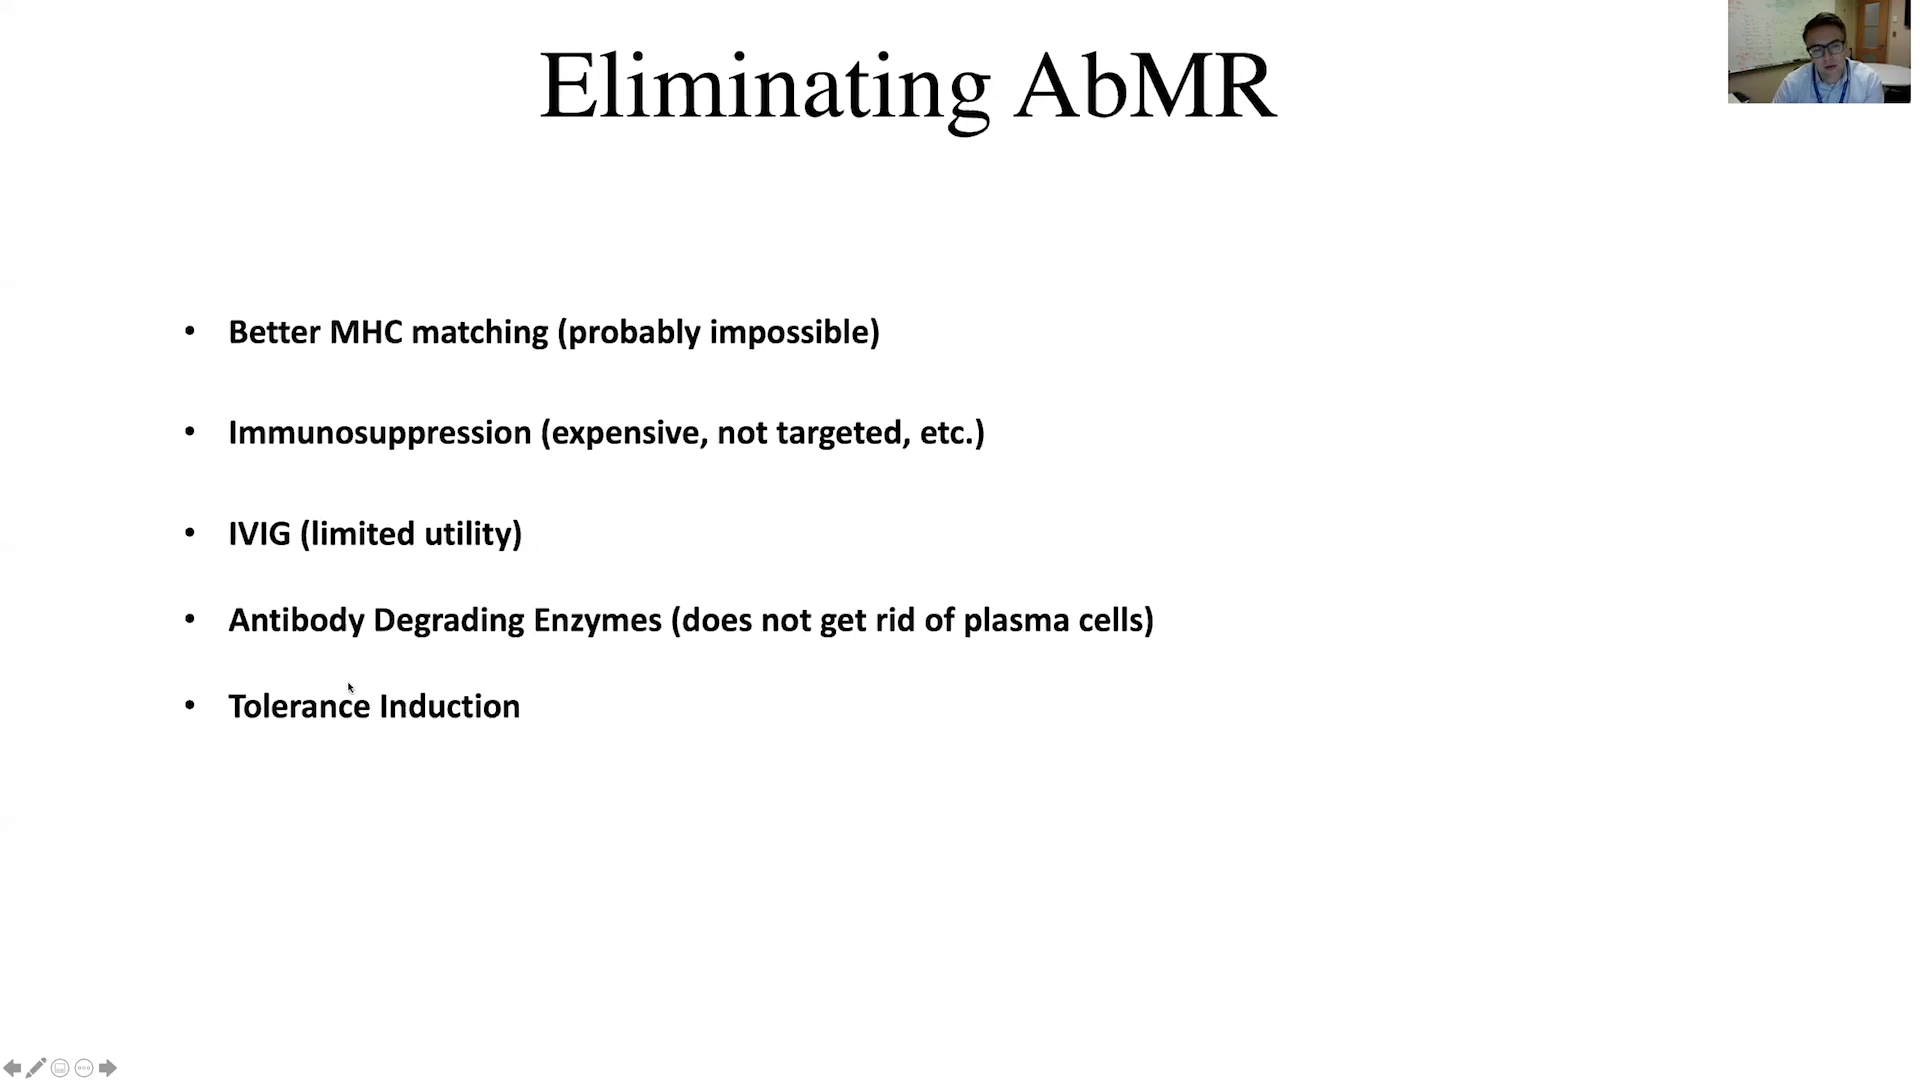 Eliminating AbMR
• Better MHC matching (probably impossible)
• Immunosuppression (expensive, not targeted, etc.)
• IVIG (limited utility)
• Antibody Degrading Enzymes (does not get rid of plasma cells)
• Tolerance Induction